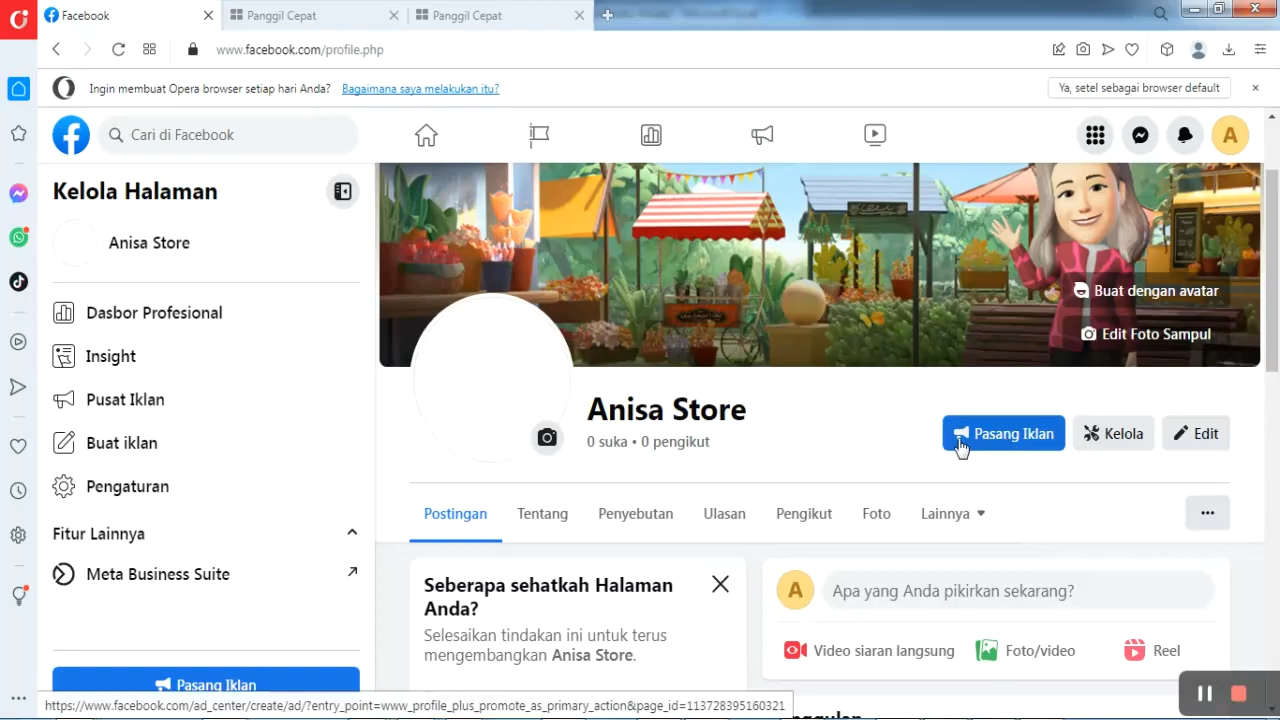 Facebook
Panggil Cepat
Panggil Cepat
www.facebook.com/profile.php
Ingin membuat Opera browser setiap hari Anda?
Bagaimana saya melakukan itu?
Ya, setel sebagai browser default
Cari di Facebook
A
Kelola Halaman
Anisa Store
Dasbor Profesional
Insight
Pusat Iklan
Buat iklan
Pengaturan
Fitur Lainnya
Meta Business Suite
Pasang Iklan
Buat dengan avatar
Edit Foto Sampul
Anisa Store
0 suka • 0 pengikut
Pasang Iklan
Kelola
Edit
Postingan
Tentang
Penyebutan
Ulasan
Pengikut
Foto
Lainnya
Seberapa sehatkah Halaman
Anda?
Selesaikan tindakan ini untuk terus
mengembangkan Anisa Store.
A
Apa yang Anda pikirkan sekarang?
Video siaran langsung
Foto/video
Reel
https://www.facebook.com/ad_center/create/ad/?entry_point=www_profile_plus_promote_as_primary_action&page_id=113728395160321